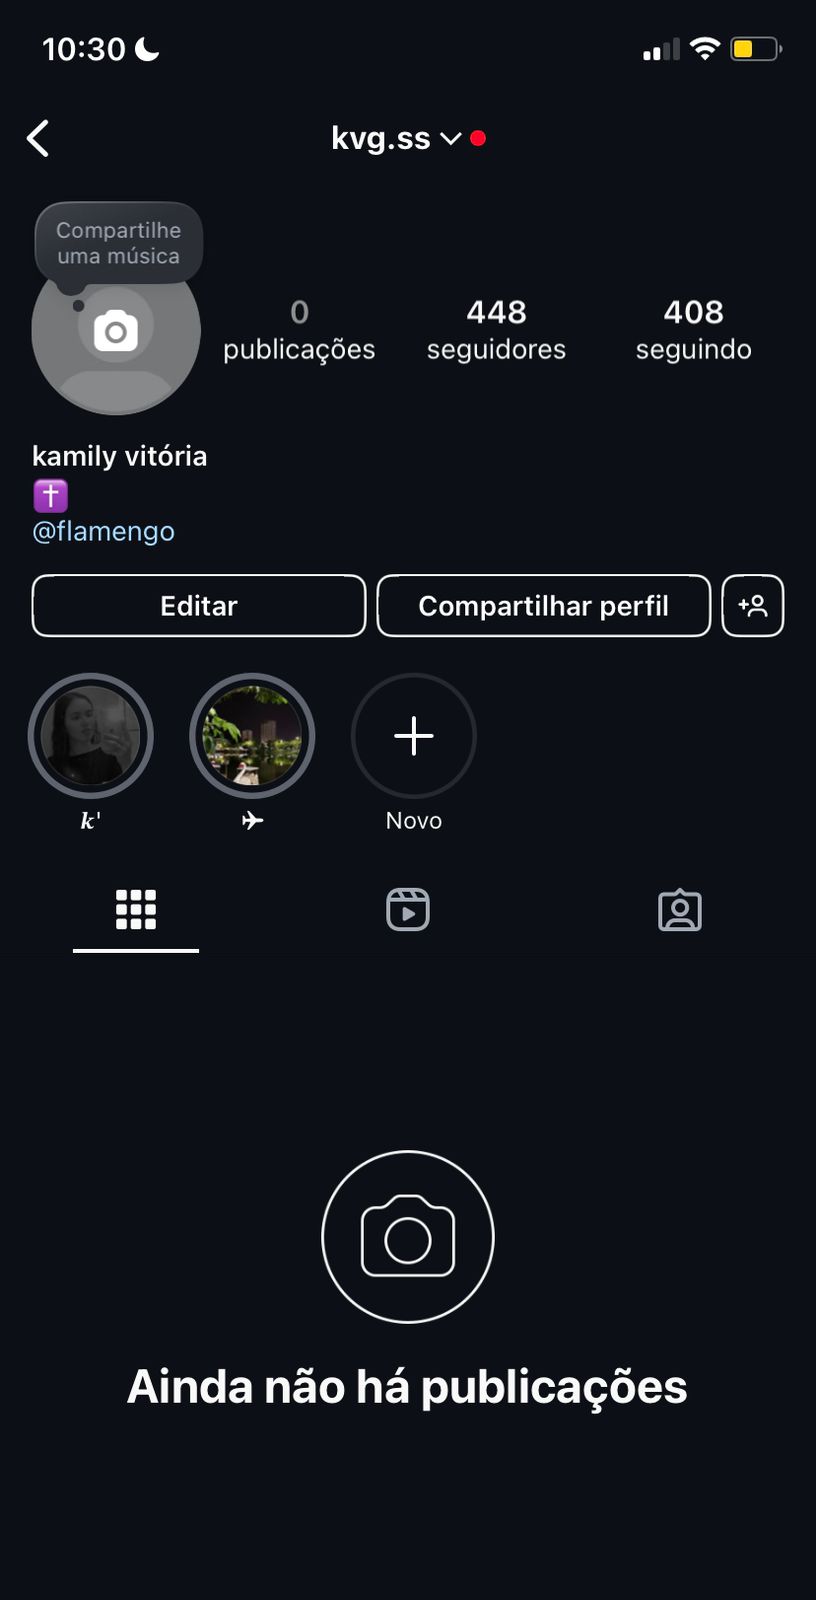 10:30
kvg.ss
Compartilhe
uma música
0 448 408
publicações seguidores seguindo
kamily vitória
✝️
@flamengo
Editar Compartilhar perfil
k' ✈ Novo
Ainda não há publicações